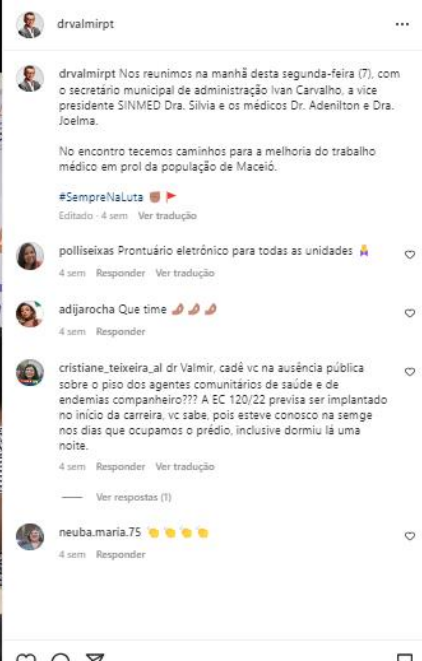 drvalmirpt
drvalmirpt Nos reunimos na manhã desta segunda-feira (7), com
o secretário municipal de administração Ivan Carvalho, a vice
presidente SINMED Dra. Silvia e os médicos Dr. Adenilton e Dra.
Joelma.
No encontro tecemos caminhos para a melhoria do trabalho
médico em prol da população de Maceió.
#SempreNaLuta ✊🏾🚩
Editado · 4 sem Ver tradução
polliseixas Prontuário eletrônico para todas as unidades 🙏
4 sem Responder Ver tradução
adijarocha Que time 👏🏽👏🏽👏🏽
4 sem Responder
cristiane_teixeira_al dr Valmir, cadê vc na ausência pública
sobre o piso dos agentes comunitários de saúde e de
endemias companheiro??? A EC 120/22 previsa ser implantado
no início da carreira, vc sabe, pois esteve conosco na semge
nos dias que ocupamos o prédio, inclusive dormiu lá uma
noite.
4 sem Responder Ver tradução
Ver respostas (1)
neuba.maria.75 👏👏👏👏
4 sem Responder